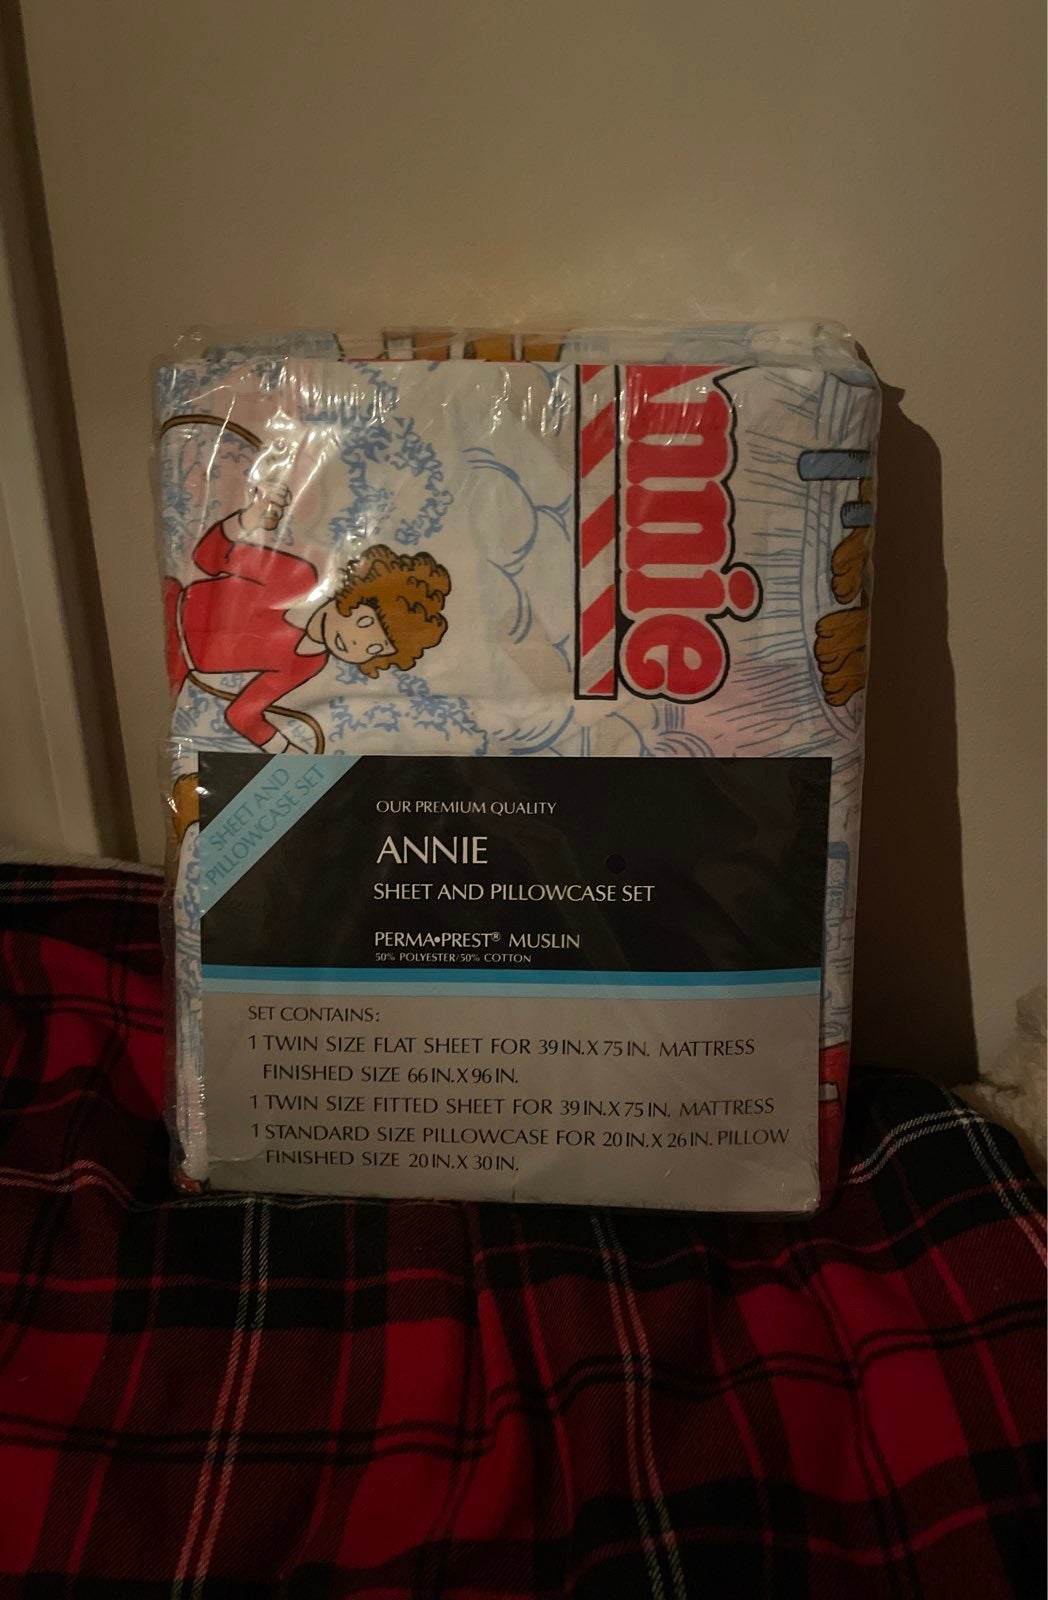 nnie
SHEET AND
PILLOWCASE SET
OUR PREMIUM QUALITY
ANNIE
SHEET AND PILLOWCASE SET
PERMA•PREST® MUSLIN
50% POLYESTER/50% COTTON
SET CONTAINS:
1 TWIN SIZE FLAT SHEET FOR 39 IN. X 75 IN. MATTRESS
FINISHED SIZE 66 IN. X 96 IN.
1 TWIN SIZE FITTED SHEET FOR 39 IN. X 75 IN. MATTRESS
1 STANDARD SIZE PILLOWCASE FOR 20 IN. X 26 IN. PILLOW
FINISHED SIZE 20 IN. X 30 IN.